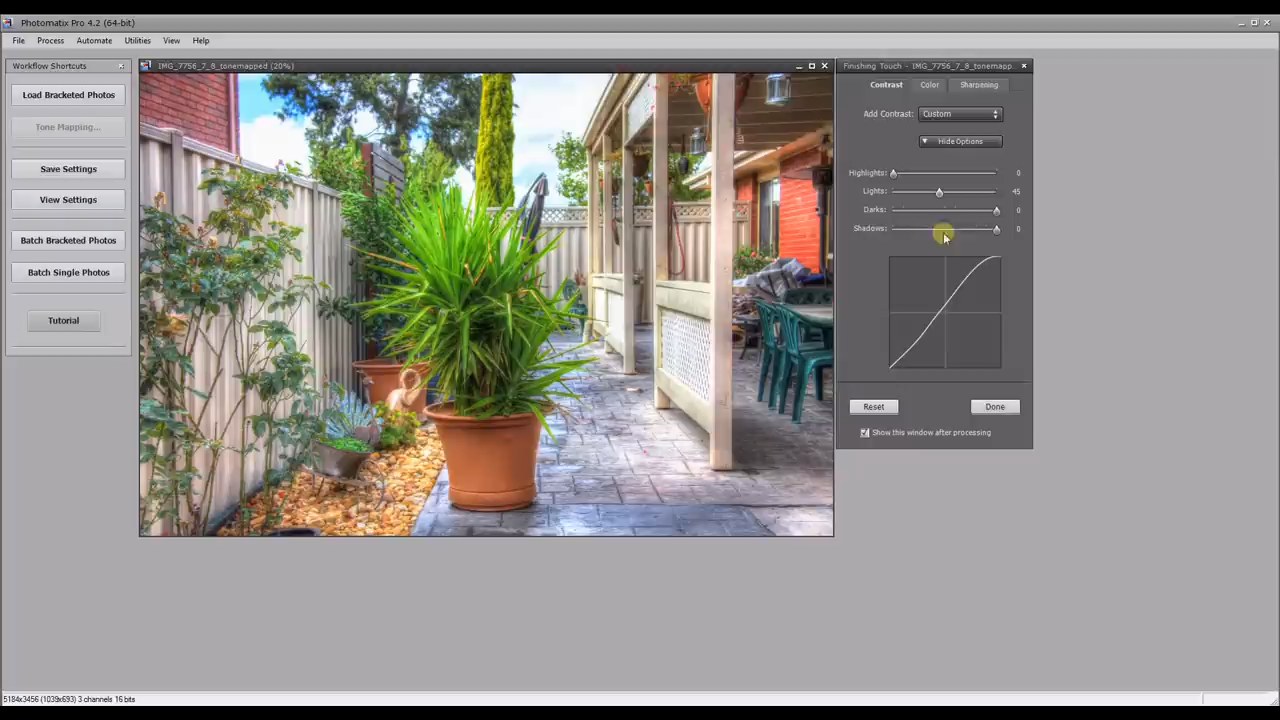 Photomatix Pro 4.2 (64-bit)
File Process Automate Utilities View Help
Workflow Shortcuts
Load Bracketed Photos
Tone Mapping...
Save Settings
View Settings
Batch Bracketed Photos
Batch Single Photos
Tutorial
IMG_7756_7_8_tonemapped (20%)
Finishing Touch - IMG_7756_7_8_tonemapp...
Contrast Color Sharpening
Add Contrast: Custom
Hide Options
Highlights: 0
Lights: 45
Darks: 0
Shadows: 0
Reset Done
Show this window after processing
5184x3456 (1039x693) 3 channels 16 bits